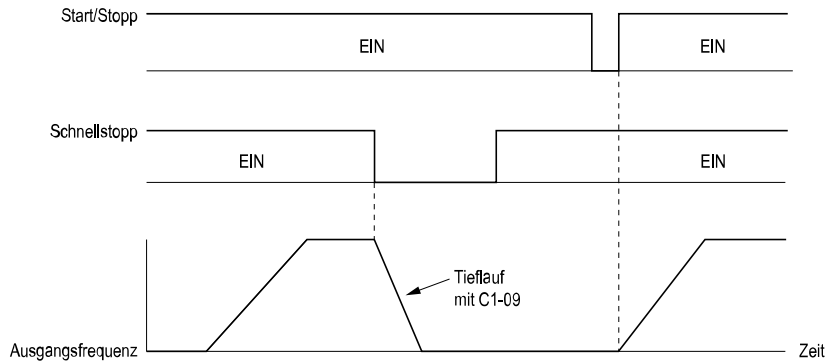 Start/Stopp
EIN
EIN
Schnellstopp
EIN
EIN
Tieflauf
mit C1-09
Ausgangsfrequenz
Zeit